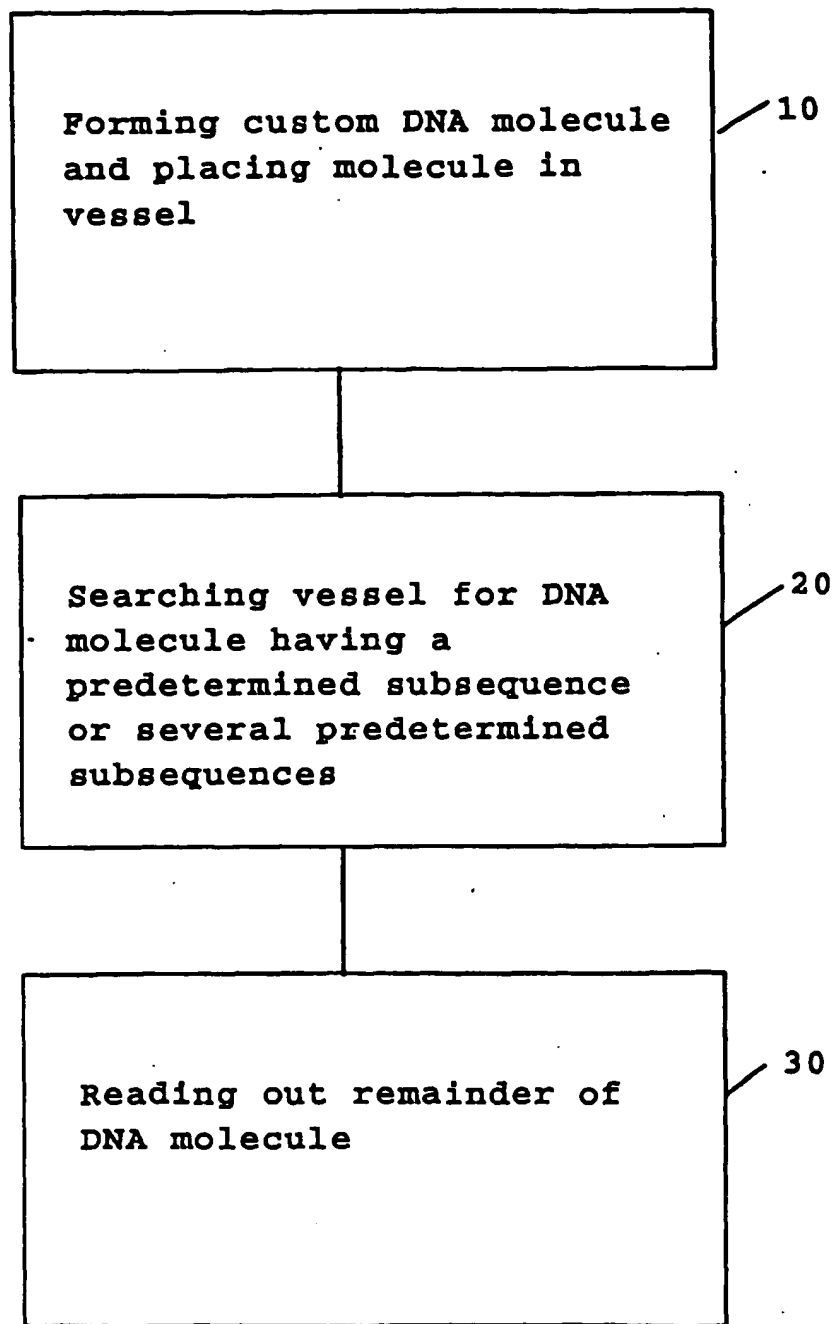 Forming custom DNA molecule
and placing molecule in
vessel
10
Searching vessel for DNA
molecule having a
predetermined subsequence
or several predetermined
subsequences
20
Reading out remainder of
DNA molecule
30